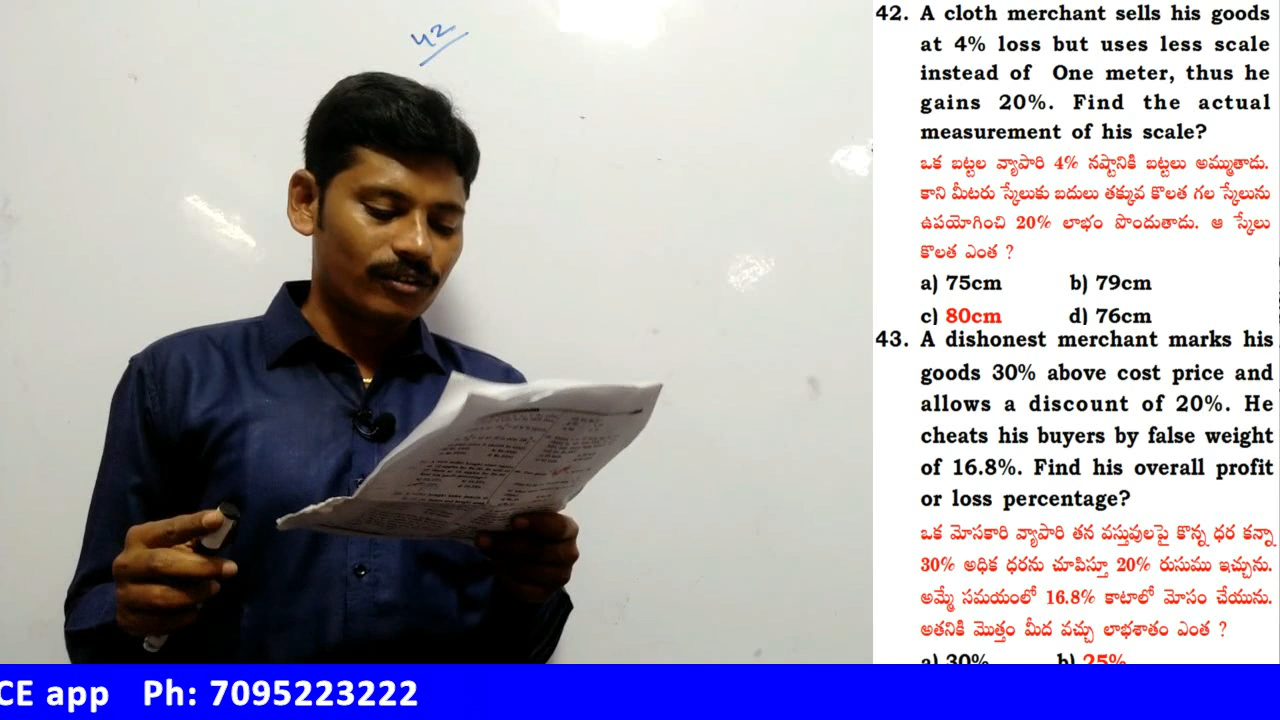 42
42. A cloth merchant sells his goods
at 4% loss but uses less scale
instead of One meter, thus he
gains 20%. Find the actual
measurement of his scale?
ఒక బట్టల వ్యాపారి 4% నష్టానికి బట్టలు అమ్ముతాడు.
కాని మీటరు స్కేలుకు బదులు తక్కువ కొలత గల స్కేలును
ఉపయోగించి 20% లాభం పొందుతాడు. ఆ స్కేలు
కొలత ఎంత ?
a) 75cm b) 79cm
c) 80cm d) 76cm
43. A dishonest merchant marks his
goods 30% above cost price and
allows a discount of 20%. He
cheats his buyers by false weight
of 16.8%. Find his overall profit
or loss percentage?
ఒక మోసకారి వ్యాపారి తన వస్తువులపై కొన్న ధర కన్నా
30% అధిక ధరను చూపిస్తూ 20% రుసుము ఇచ్చును.
అమ్మే సమయంలో 16.8% కాటాలో మోసం చేయును.
అతనికి మొత్తం మీద వచ్చు లాభశాతం ఎంత ?
a) 30% b) 25%
CE app Ph: 7095223222